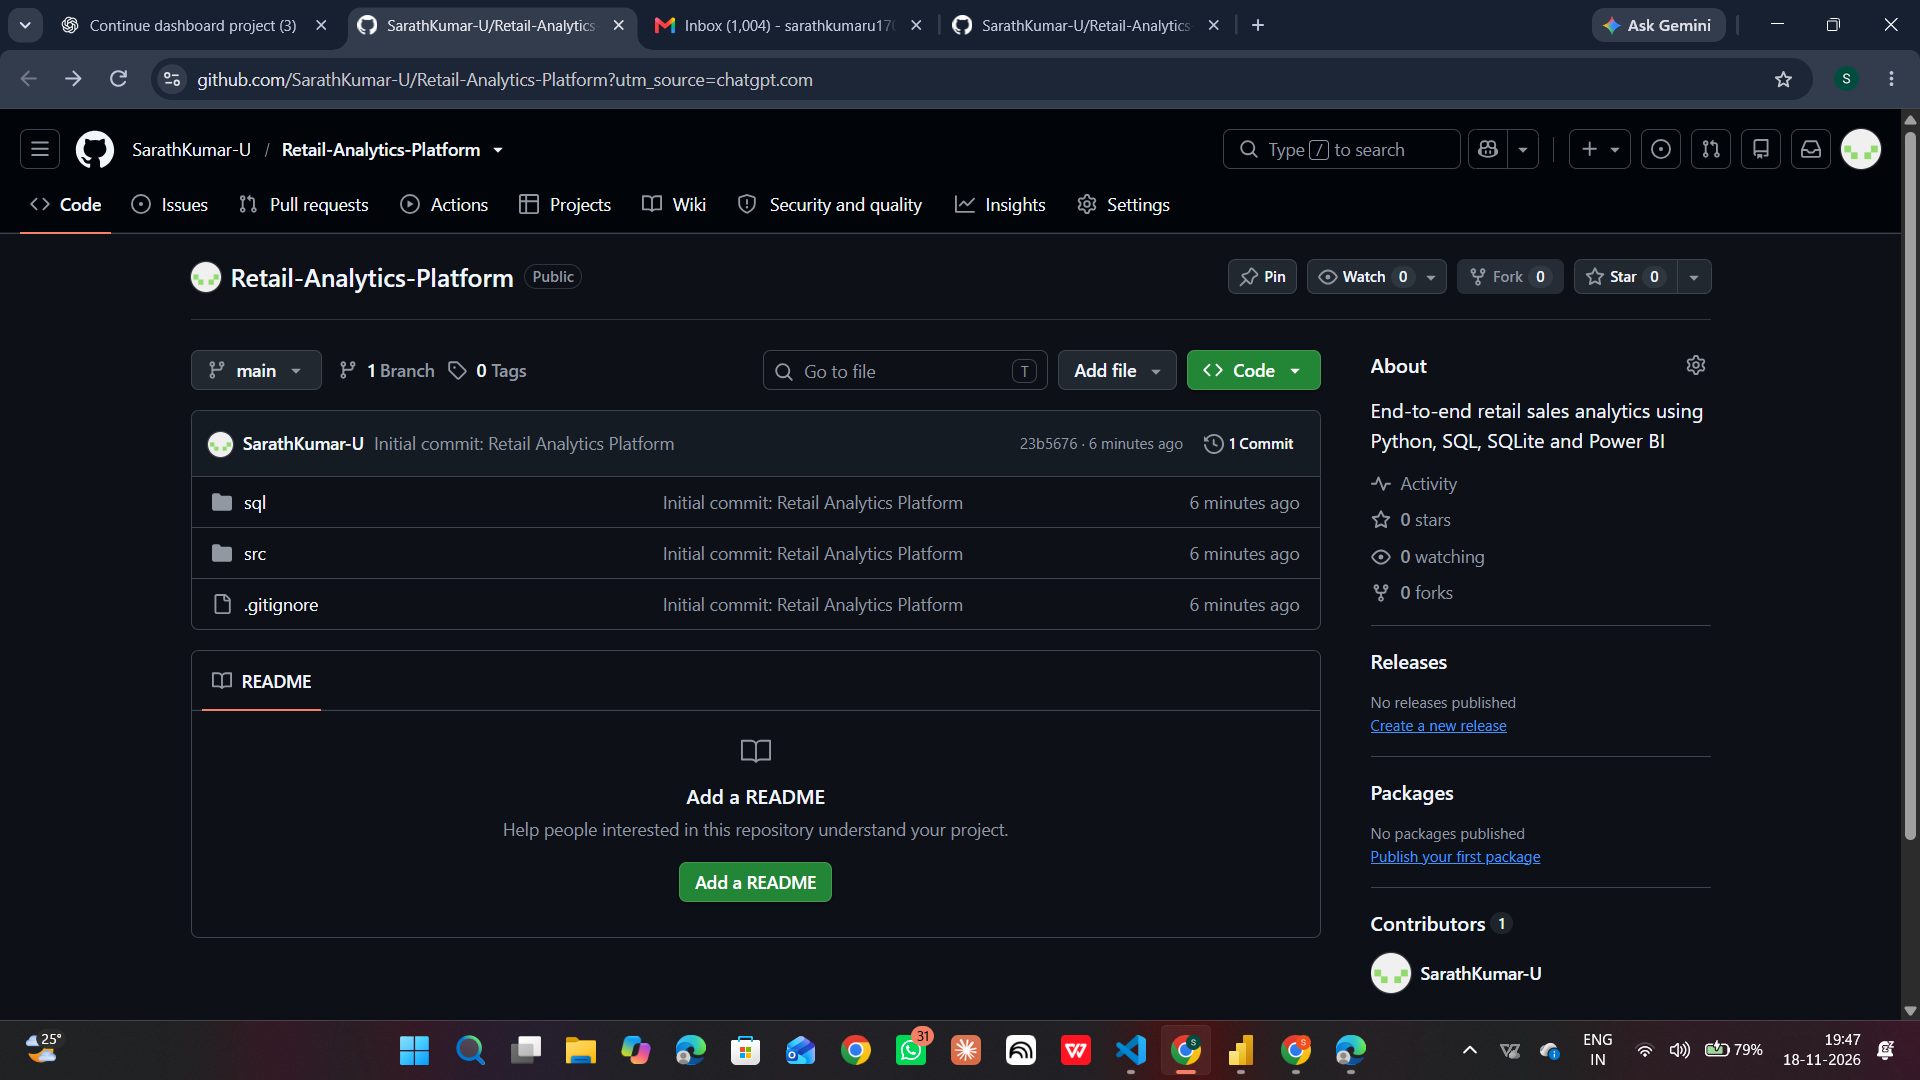 Continue dashboard project (3)
SarathKumar-U/Retail-Analytics-
Inbox (1,004) - sarathkumaru170
SarathKumar-U/Retail-Analytics-
Ask Gemini
github.com/SarathKumar-U/Retail-Analytics-Platform?utm_source=chatgpt.com
S
SarathKumar-U / Retail-Analytics-Platform
Type / to search
Code
Issues
Pull requests
Actions
Projects
Wiki
Security and quality
Insights
Settings
Retail-Analytics-Platform
Public
Pin
Watch 0
Fork 0
Star 0
main
1 Branch
0 Tags
Go to file
T
Add file
Code
SarathKumar-U Initial commit: Retail Analytics Platform
23b5676 · 6 minutes ago
1 Commit
sql
Initial commit: Retail Analytics Platform
6 minutes ago
src
Initial commit: Retail Analytics Platform
6 minutes ago
.gitignore
Initial commit: Retail Analytics Platform
6 minutes ago
README
Add a README
Help people interested in this repository understand your project.
Add a README
About
End-to-end retail sales analytics using
Python, SQL, SQLite and Power BI
Activity
0 stars
0 watching
0 forks
Releases
No releases published
Create a new release
Packages
No packages published
Publish your first package
Contributors 1
SarathKumar-U
25°
31
ENG
IN
79%
19:47
18-11-2026